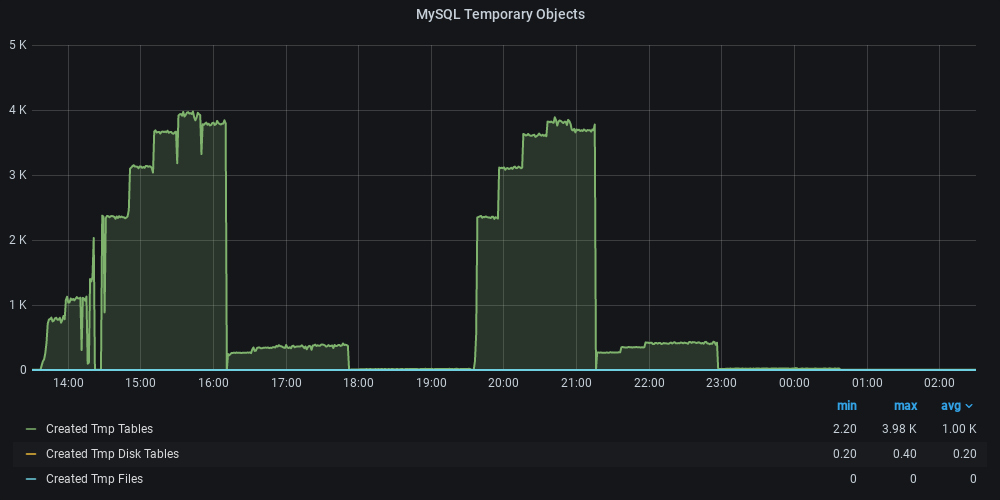 MySQL Temporary Objects
5 K
4 K
3 K
2 K
1 K
0
14:00 15:00 16:00 17:00 18:00 19:00 20:00 21:00 22:00 23:00 00:00 01:00 02:00
min max avg
Created Tmp Tables 2.20 3.98 K 1.00 K
Created Tmp Disk Tables 0.20 0.40 0.20
Created Tmp Files 0 0 0